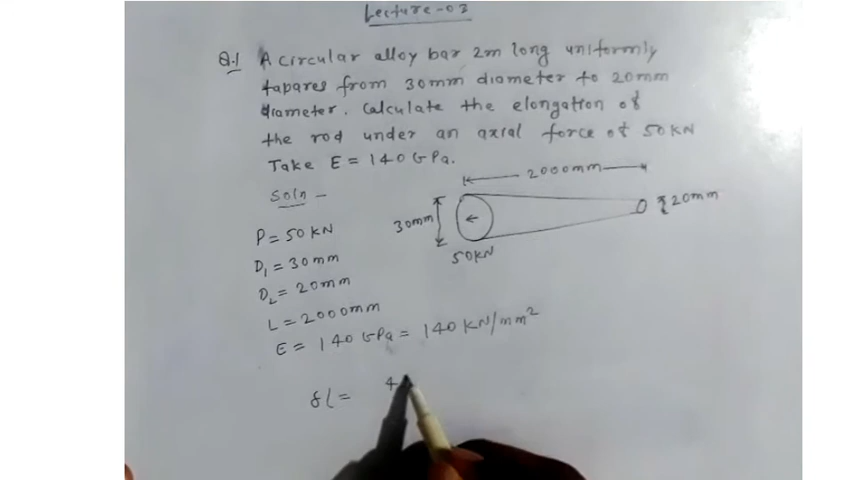 Lecture-03
Q.1 A circular alloy bar 2m long uniformly
tapares from 30mm diameter to 20mm
diameter. Calculate the elongation of
the rod under an axial force of 50KN
Take E = 140 GPa.
2000mm
Soln -
20mm
30mm
P = 50 KN
50KN
D1 = 30mm
D2 = 20mm
L = 2000mm
E = 140 GPa = 140 KN/mm²
δl = 4